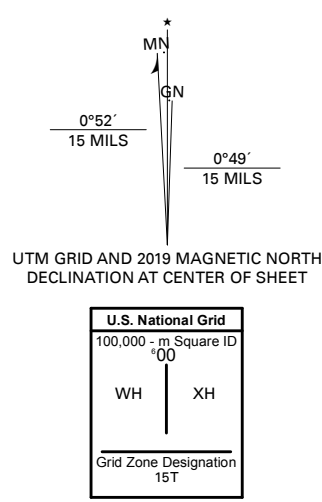 ★
MN
GN
0°52´
15 MILS
0°49´
15 MILS
UTM GRID AND 2019 MAGNETIC NORTH
DECLINATION AT CENTER OF SHEET
U.S. National Grid
100,000 - m Square ID
⁶00
WH XH
Grid Zone Designation
15T